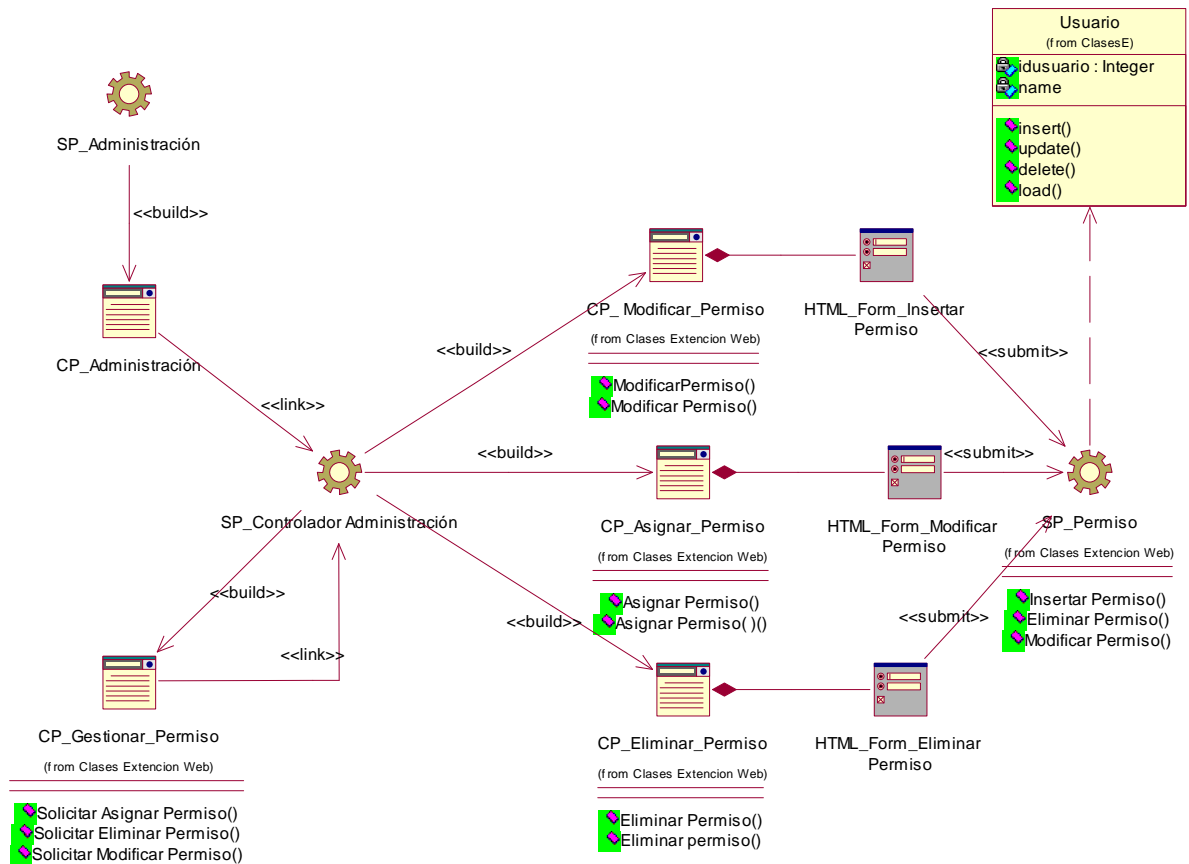 Usuario
(from ClasesE)
idusuario : Integer
name
insert()
update()
delete()
load()
SP_Administración
<<build>>
CP_Administración
<<link>>
SP_Controlador Administración
<<build>>
<<link>>
CP_Gestionar_Permiso
(from Clases Extencion Web)
Solicitar Asignar Permiso()
Solicitar Eliminar Permiso()
Solicitar Modificar Permiso()
<<build>>
CP_ Modificar_Permiso
(from Clases Extencion Web)
ModificarPermiso()
Modificar Permiso()
HTML_Form_Insertar
Permiso
<<submit>>
<<build>>
CP_Asignar_Permiso
(from Clases Extencion Web)
Asignar Permiso()
Asignar Permiso( )()
HTML_Form_Modificar
Permiso
<<submit>>
<<build>>
CP_Eliminar_Permiso
(from Clases Extencion Web)
Eliminar Permiso()
Eliminar permiso()
HTML_Form_Eliminar
Permiso
<<submit>>
SP_Permiso
(from Clases Extencion Web)
Insertar Permiso()
Eliminar Permiso()
Modificar Permiso()